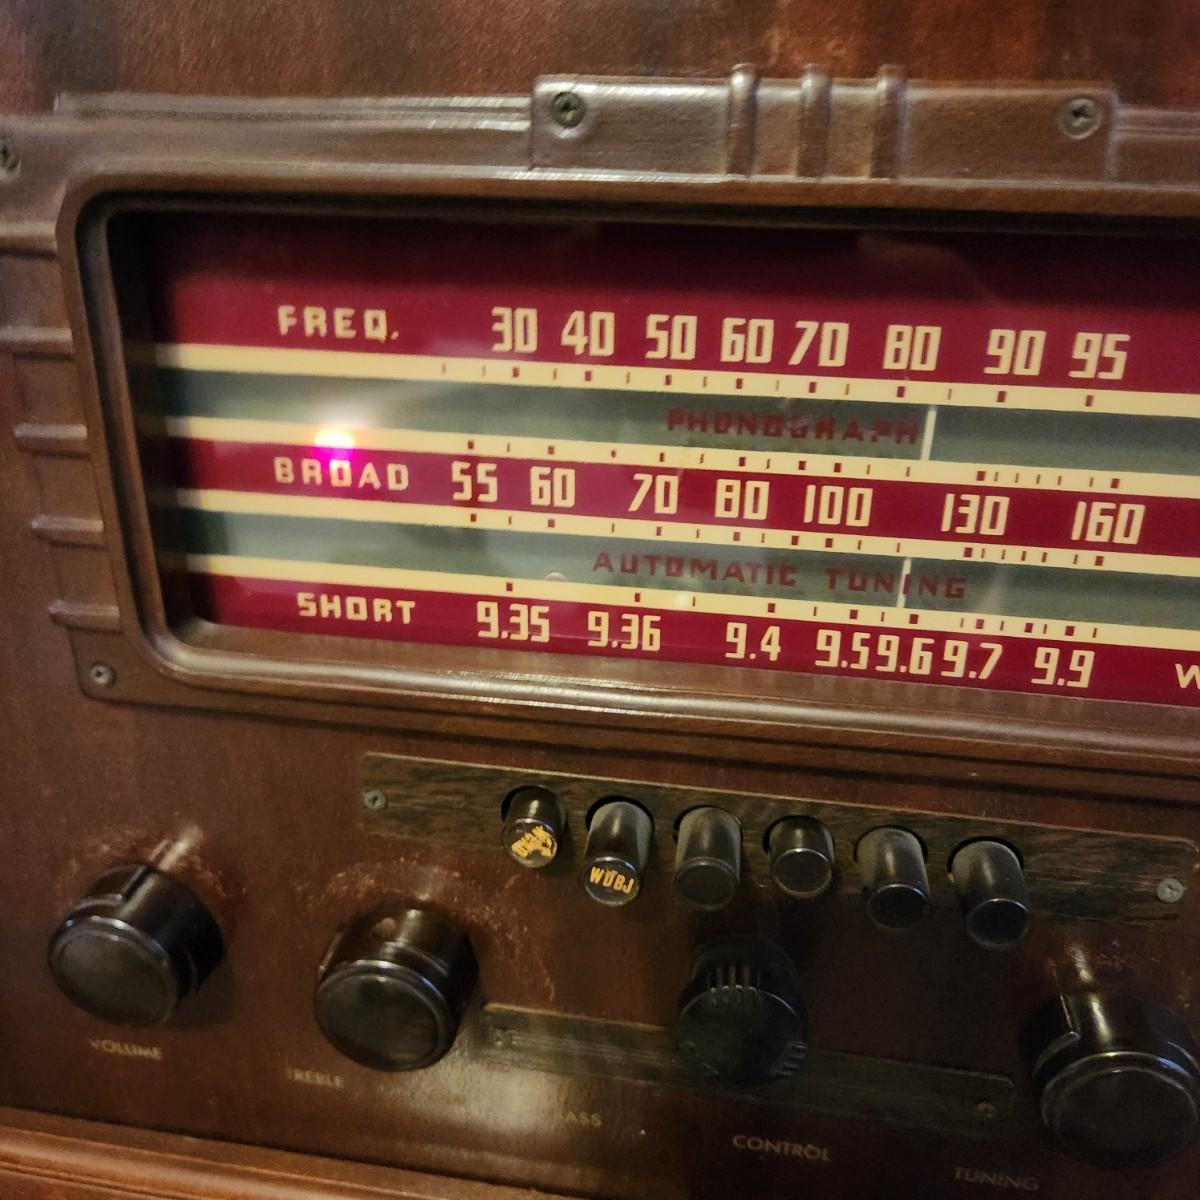 FREQ. 30 40 50 60 70 80 90 95
PHONOGRAPH
BROAD 55 60 70 80 100 130 160
AUTOMATIC TUNING
SHORT 9.35 9.36 9.4 9.5 9.6 9.7 9.9 W
WDBJ
VOLUME
TREBLE
ASS
CONTROL
TUNING